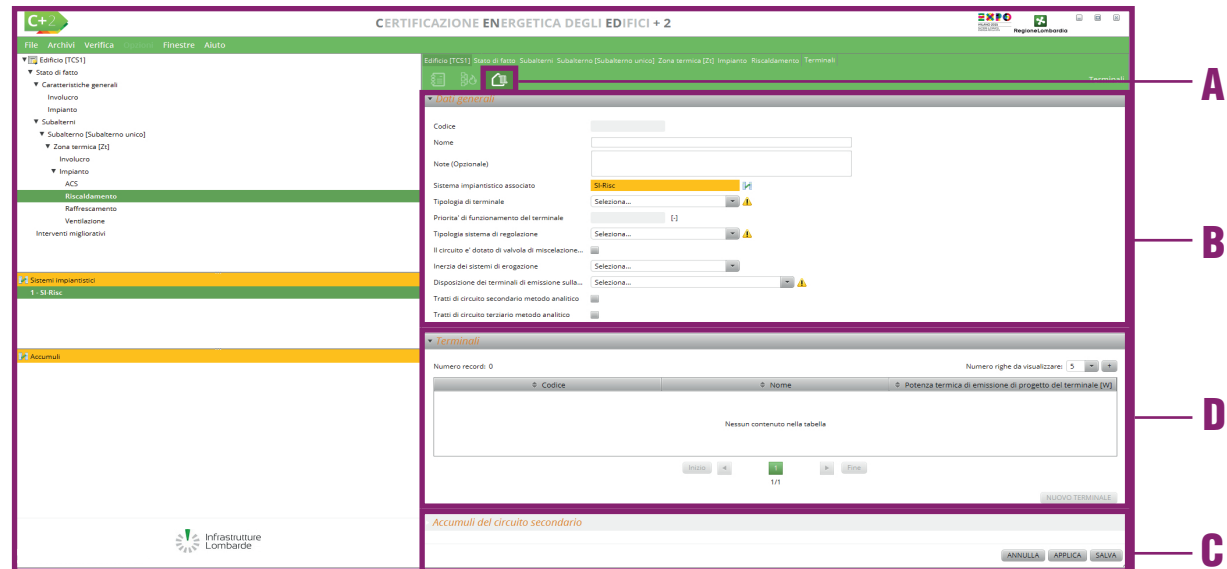 C+2
CERTIFICAZIONE ENERGETICA DEGLI EDIFICI + 2
EXPO
RegioneLombardia
File Archivi Verifica Finestre Aiuto
Edificio [TCS1]
Stato di fatto
Caratteristiche generali
Involucro
Impianto
Subalterni
Subalterno [Subalterno unico]
Zona termica [Zt]
Involucro
Impianto
ACS
Riscaldamento
Raffrescamento
Ventilazione
Interventi migliorativi
Sistemi impiantistici
1 - SI-Risc
Accumuli
Infrastrutture
Lombarde
Edificio [TCS1] Stato di fatto Subalterni Subalterno [Subalterno unico] Zona termica [Zt] Impianto Riscaldamento Terminali
Terminali
A
Dati generali
Codice
Nome
Note (Opzionale)
Sistema impiantistico associato SI-Risc
Tipologia di terminale Seleziona...
Priorita' di funzionamento del terminale [-]
Tipologia sistema di regolazione Seleziona...
B
Il circuito e' dotato di valvola di miscelazione...
Inerzia dei sistemi di erogazione Seleziona...
Disposizione dei terminali di emissione sulla... Seleziona...
Tratti di circuito secondario metodo analitico
Tratti di circuito terziario metodo analitico
Terminali
Numero record: 0 Numero righe da visualizzare: 5 +
Codice Nome Potenza termica di emissione di progetto del terminale [W]
D
Nessun contenuto nella tabella
Inizio 1 Fine
1/1
NUOVO TERMINALE
Accumuli del circuito secondario
ANNULLA APPLICA SALVA
C